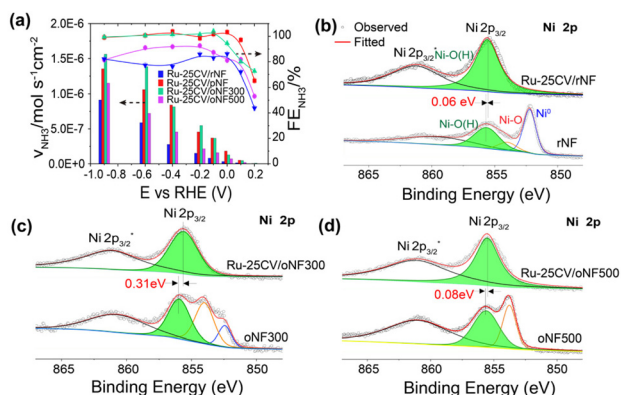 (a)
2.0E-6
1.5E-6
1.0E-6
5.0E-7
0.0E+0
νNH3/mol s⁻¹cm⁻²
Ru-25CV/rNF
Ru-25CV/rNF
Ru-25CV/oNF300
Ru-25CV/oNF500
100
80
60
40
20
0
FENH3/%
-1.0 -0.8 -0.6 -0.4 -0.2 0.0 0.2
E vs RHE (V)
(b)
Observed
Fitted
Ni 2p
Ni 2p3/2
Ni 2p3/2*
Ni-O(H)
Ru-25CV/rNF
0.06 eV
Ni-O(H)
Ni-O
Ni⁰
rNF
865 860 855 850
Binding Energy (eV)
(c)
Ni 2p
Ni 2p3/2
Ni 2p3/2*
Ru-25CV/oNF300
0.31eV
oNF300
865 860 855 850
Binding Energy (eV)
(d)
Ni 2p
Ni 2p3/2
Ni 2p3/2*
Ru-25CV/oNF500
0.08eV
oNF500
865 860 855 850
Binding Energy (eV)